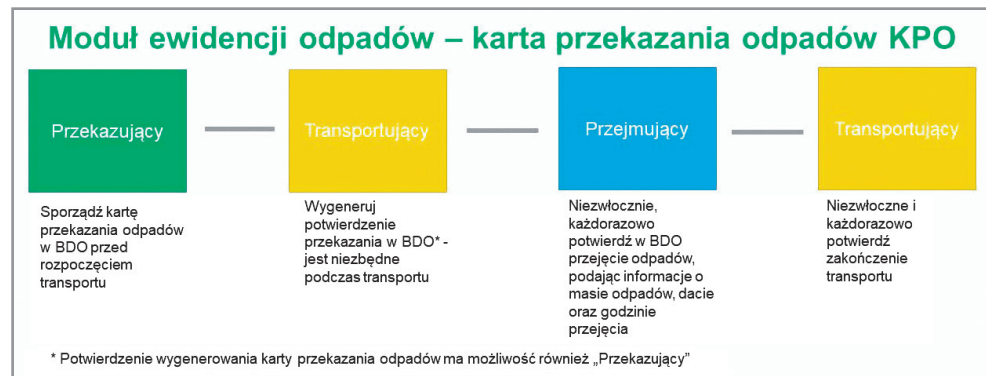 Moduł ewidencji odpadów – karta przekazania odpadów KPO
Przekazujący
Transportujący
Przejmujący
Transportujący
Sporządź kartę
przekazania odpadów
w BDO przed
rozpoczęciem
transportu
Wygeneruj
potwierdzenie
przekazania w BDO* -
jest niezbędne
podczas transportu
Niezwłocznie,
każdorazowo
potwierdź w BDO
przejęcie odpadów,
podając informacje o
masie odpadów, dacie
oraz godzinie
przejęcia
Niezwłoczne i
każdorazowo
potwierdź
zakończenie
transportu
* Potwierdzenie wygenerowania karty przekazania odpadów ma możliwość również „Przekazujący”